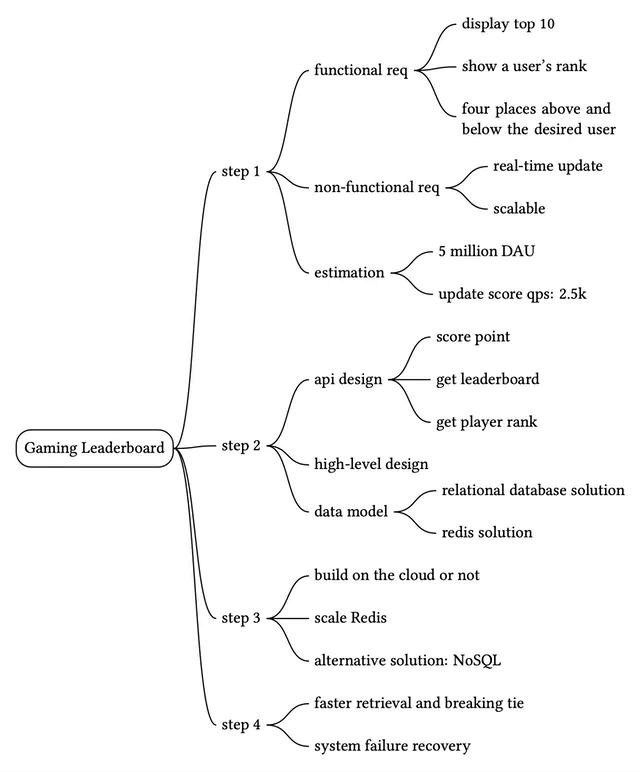 Gaming Leaderboard
step 1
functional req
display top 10
show a user's rank
four places above and
below the desired user
non-functional req
real-time update
scalable
estimation
5 million DAU
update score qps: 2.5k
step 2
api design
score point
get leaderboard
get player rank
high-level design
data model
relational database solution
redis solution
step 3
build on the cloud or not
scale Redis
alternative solution: NoSQL
step 4
faster retrieval and breaking tie
system failure recovery